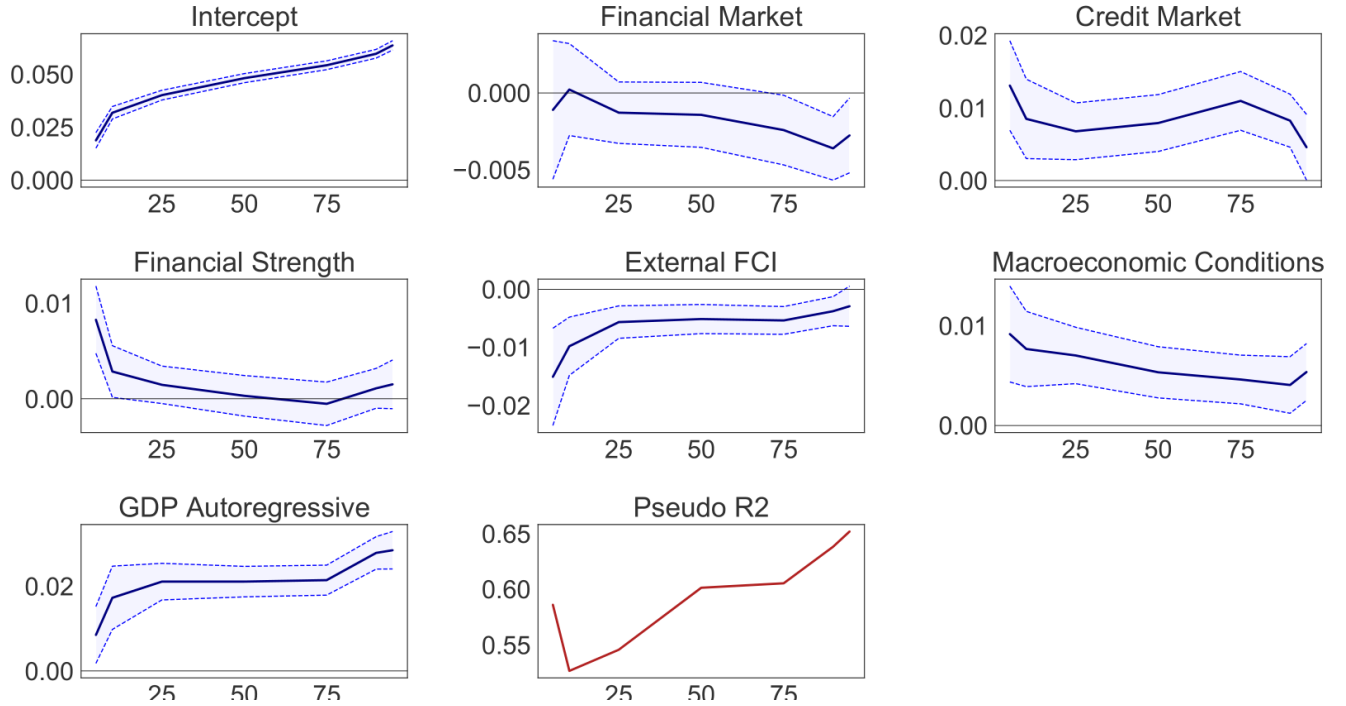 Intercept
0.050
0.025
0.000
25 50 75
Financial Market
0.000
−0.005
25 50 75
Credit Market
0.02
0.01
0.00
25 50 75
Financial Strength
0.01
0.00
25 50 75
External FCI
0.00
−0.01
−0.02
25 50 75
Macroeconomic Conditions
0.01
0.00
25 50 75
GDP Autoregressive
0.02
0.00
25 50 75
Pseudo R2
0.65
0.60
0.55
25 50 75